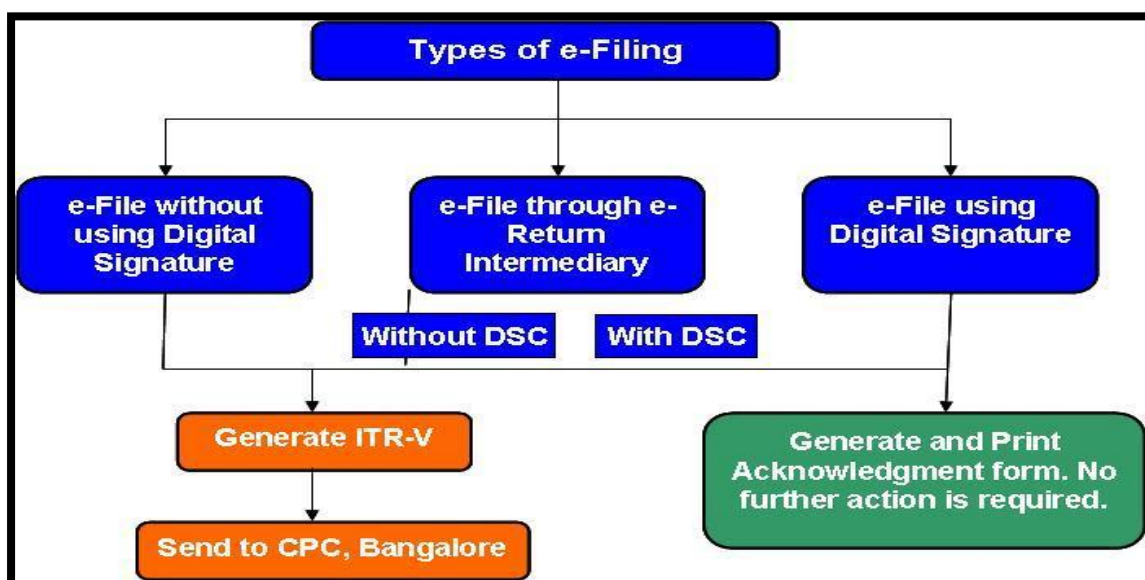 Types of e-Filing
e-File without
using Digital
Signature
e-File through e-
Return
Intermediary
e-File using
Digital Signature
Without DSC
With DSC
Generate ITR-V
Generate and Print
Acknowledgment form. No
further action is required.
Send to CPC, Bangalore